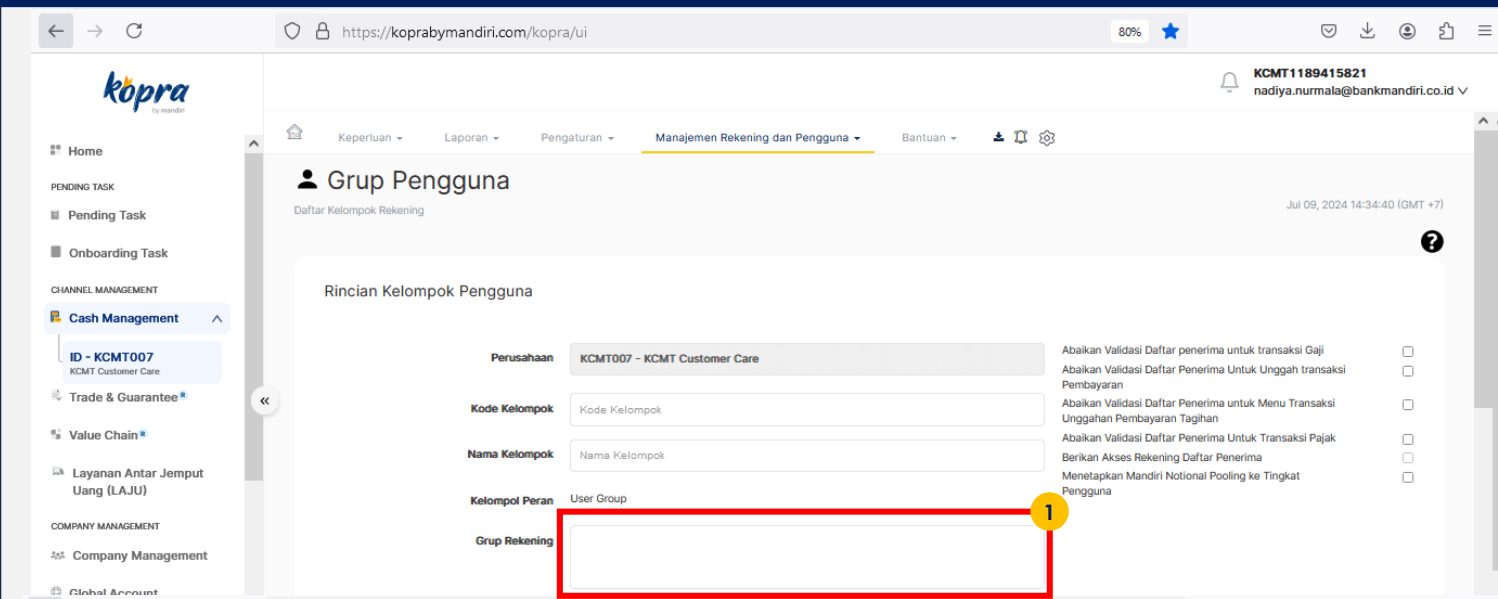 https://koprabymandiri.com/kopra/ui
80%
kopra
by mandiri
KCMT1189415821
nadiya.nurmala@bankmandiri.co.id
Home
PENDING TASK
Pending Task
Onboarding Task
CHANNEL MANAGEMENT
Cash Management
ID - KCMT007
KCMT Customer Care
Trade & Guarantee R
Value Chain R
Layanan Antar Jemput
Uang (LAJU)
COMPANY MANAGEMENT
Company Management
Global Account
«
Keperluan
Laporan
Pengaturan
Manajemen Rekening dan Pengguna
Bantuan
Grup Pengguna
Daftar Kelompok Rekening
Jul 09, 2024 14:34:40 (GMT +7)
?
Rincian Kelompok Pengguna
Perusahaan
KCMT007 - KCMT Customer Care
Kode Kelompok
Kode Kelompok
Nama Kelompok
Nama Kelompok
Kelompol Peran
User Group
Grup Rekening
1
Abaikan Validasi Daftar penerima untuk transaksi Gaji
Abaikan Validasi Daftar Penerima Untuk Unggah transaksi
Pembayaran
Abaikan Validasi Daftar Penerima untuk Menu Transaksi
Unggahan Pembayaran Tagihan
Abaikan Validasi Daftar Penerima Untuk Transaksi Pajak
Berikan Akses Rekening Daftar Penerima
Menetapkan Mandiri Notional Pooling ke Tingkat
Pengguna